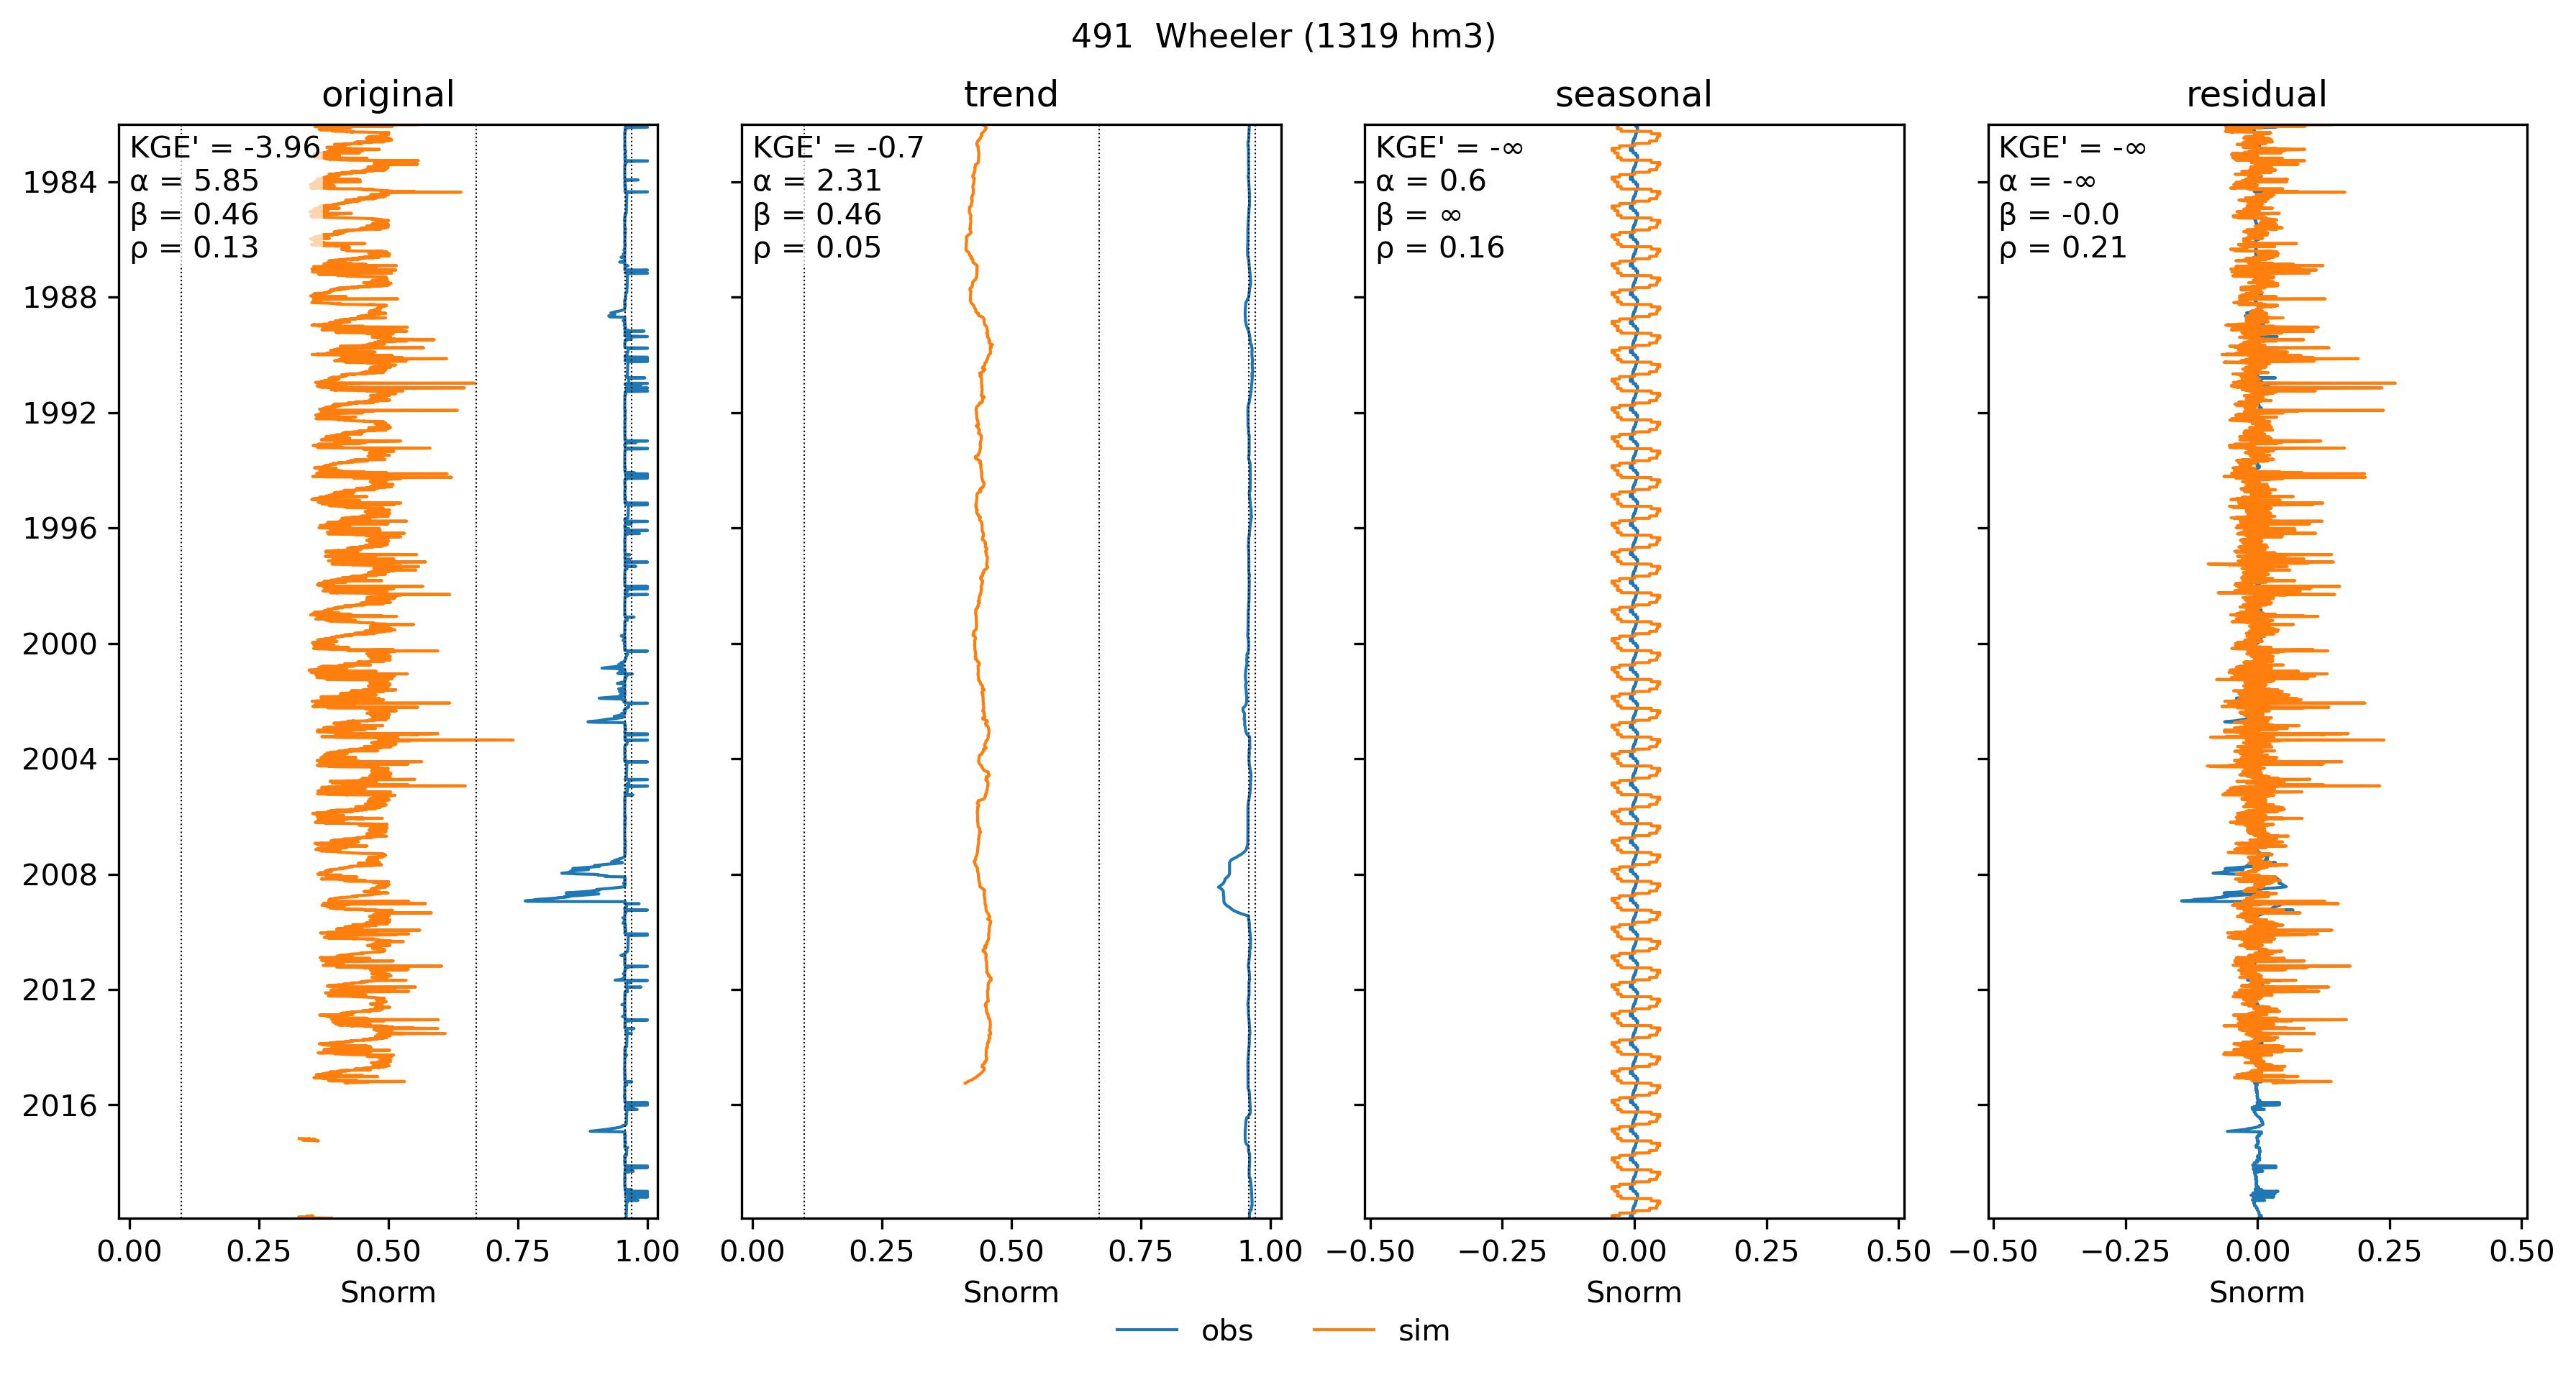 491  Wheeler (1319 hm3)
original
trend
seasonal
residual
KGE' = -3.96
α = 5.85
β = 0.46
ρ = 0.13
KGE' = -0.7
α = 2.31
β = 0.46
ρ = 0.05
KGE' = -∞
α = 0.6
β = ∞
ρ = 0.16
KGE' = -∞
α = -∞
β = -0.0
ρ = 0.21
1984
1988
1992
1996
2000
2004
2008
2012
2016
0.00 0.25 0.50 0.75 1.00
0.00 0.25 0.50 0.75 1.00
−0.50 −0.25 0.00 0.25 0.50
−0.50 −0.25 0.00 0.25 0.50
Snorm
Snorm
Snorm
Snorm
obs sim